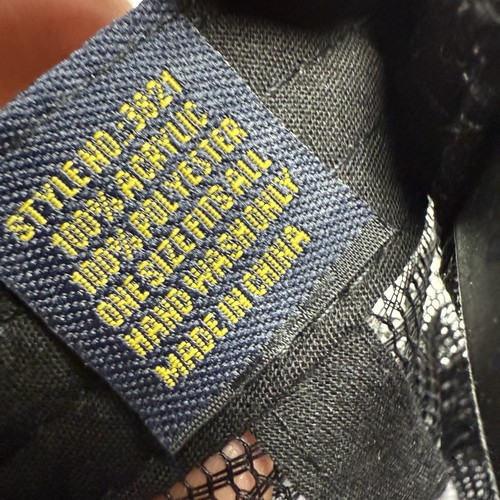 STYLE NO.:3821
100% ACRYLIC
100% POLYESTER
ONE SIZE FITS ALL
HAND WASH ONLY
MADE IN CHINA